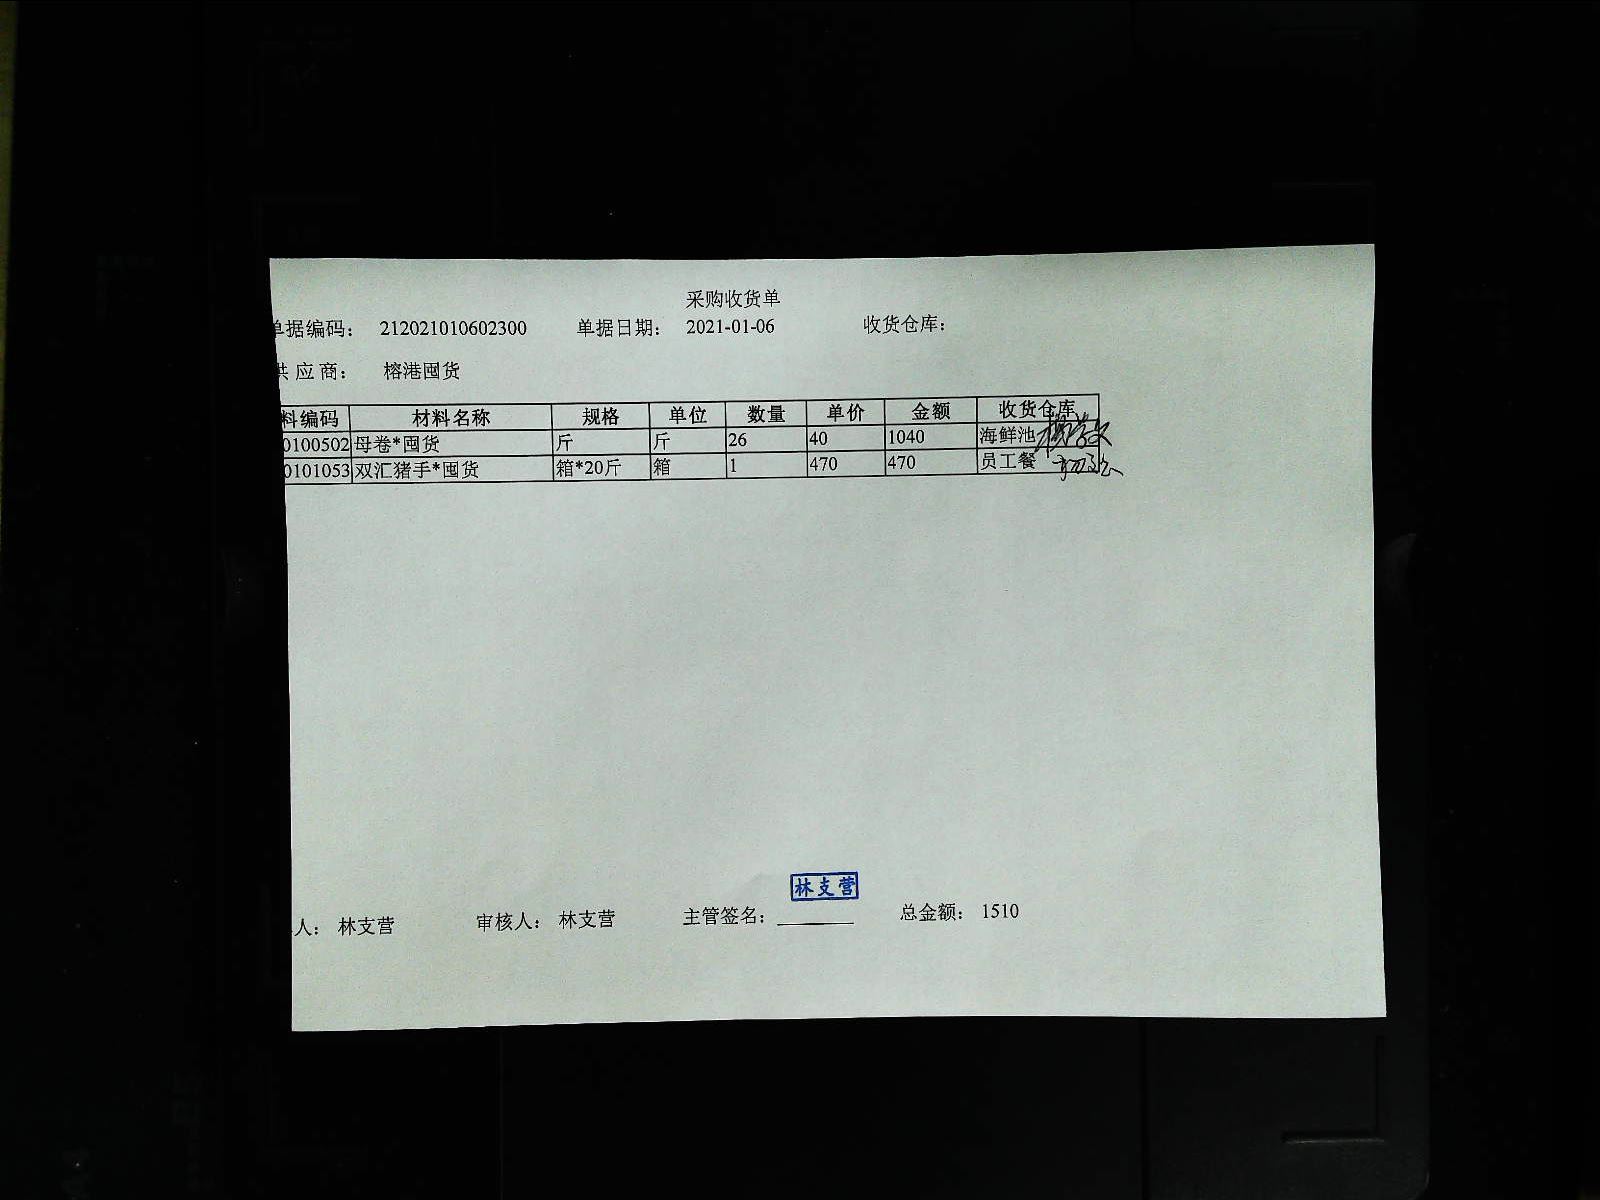 采购收货单
单据编码： 212021010602300 单据日期： 2021-01-06 收货仓库：
供应商： 榕港囤货
料编码 材料名称 规格 单位 数量 单价 金额 收货仓库
0100502 母卷*囤货 斤 斤 26 40 1040 海鲜池
0101053 双汇猪手*囤货 箱*20斤 箱 1 470 470 员工餐
林支营
人： 林支营 审核人： 林支营 主管签名： 总金额： 1510